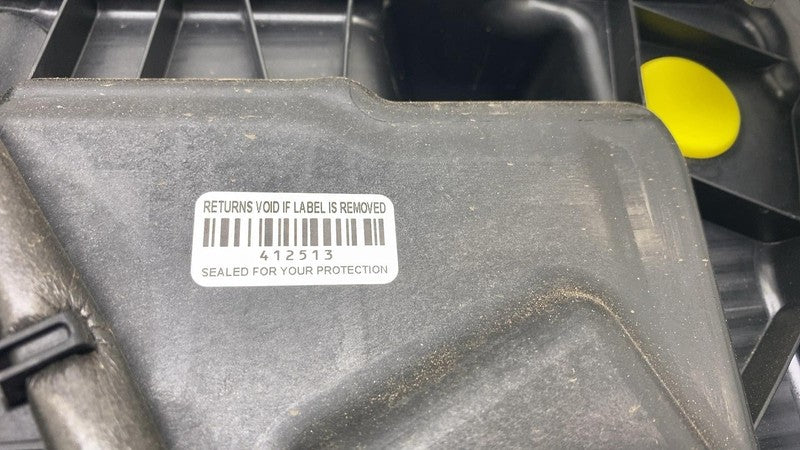 RETURNS VOID IF LABEL IS REMOVED
412513
SEALED FOR YOUR PROTECTION